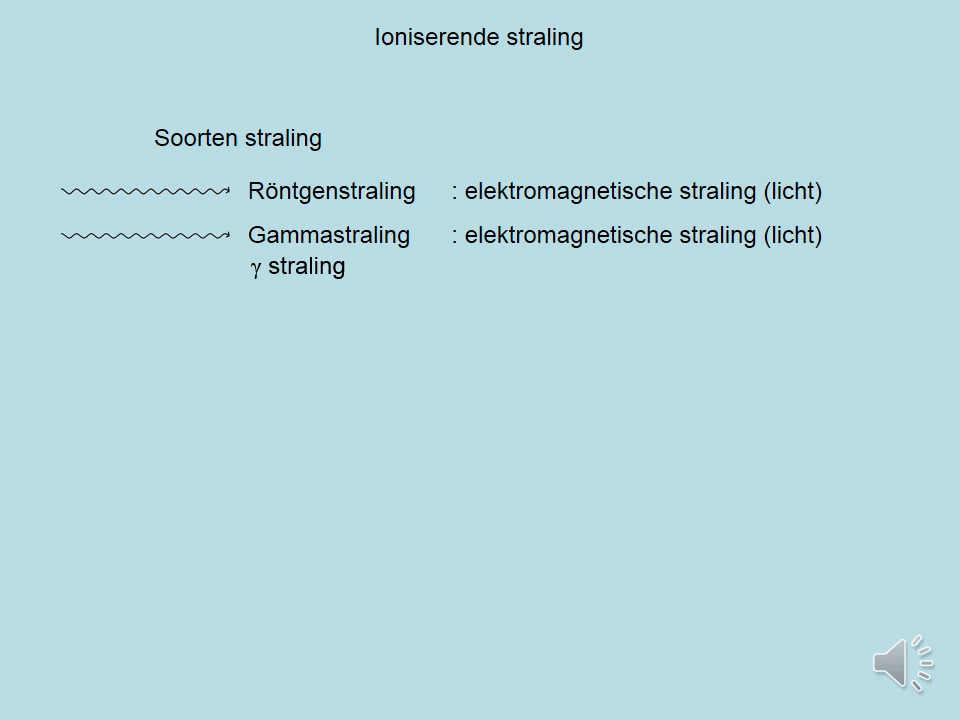 Ioniserende straling
Soorten straling
Röntgenstraling : elektromagnetische straling (licht)
Gammastraling : elektromagnetische straling (licht)
γ straling